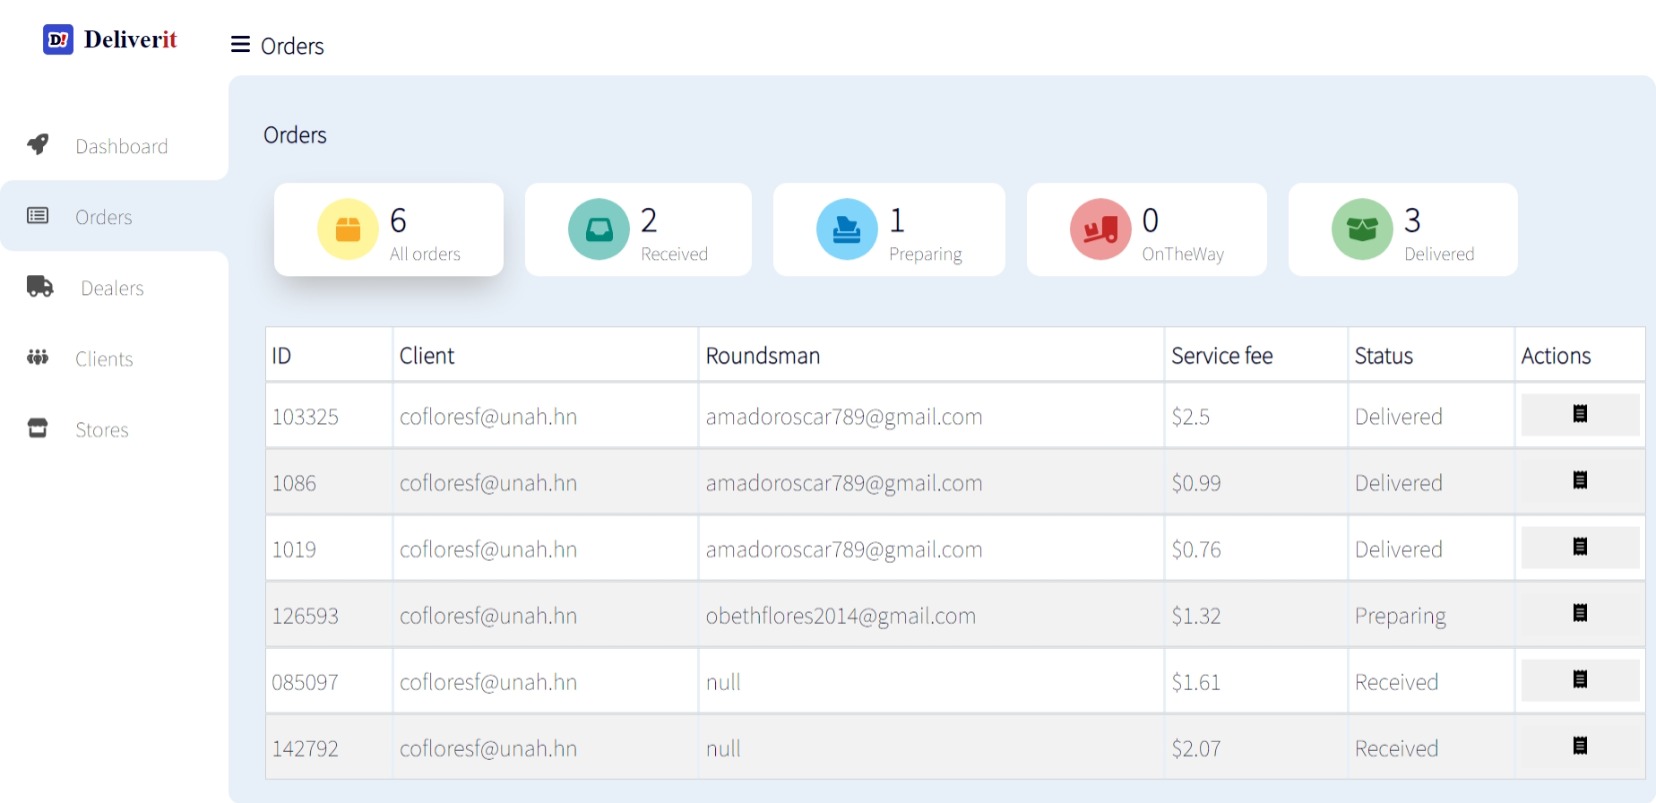 D! Deliverit
Orders
Dashboard
Orders
Dealers
Clients
Stores
Orders
6
All orders
2
Received
1
Preparing
0
OnTheWay
3
Delivered
ID Client Roundsman Service fee Status Actions
103325 cofloresf@unah.hn amadoroscar789@gmail.com $2.5 Delivered
1086 cofloresf@unah.hn amadoroscar789@gmail.com $0.99 Delivered
1019 cofloresf@unah.hn amadoroscar789@gmail.com $0.76 Delivered
126593 cofloresf@unah.hn obethflores2014@gmail.com $1.32 Preparing
085097 cofloresf@unah.hn null $1.61 Received
142792 cofloresf@unah.hn null $2.07 Received